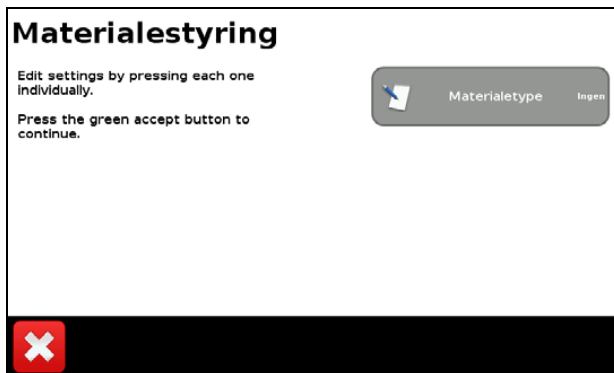 Materialestyring
Edit settings by pressing each one
individually.
Press the green accept button to
continue.
Materialetype Ingen